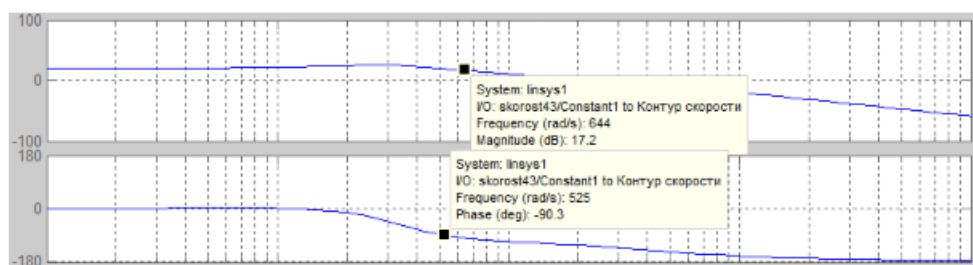 100
0
-100
System: linsys1
I/O: skorost43/Constant1 to Контур скорости
Frequency (rad/s): 644
Magnitude (dB): 17.2
180
0
-180
System: linsys1
I/O: skorost43/Constant1 to Контур скорости
Frequency (rad/s): 525
Phase (deg): -90.3